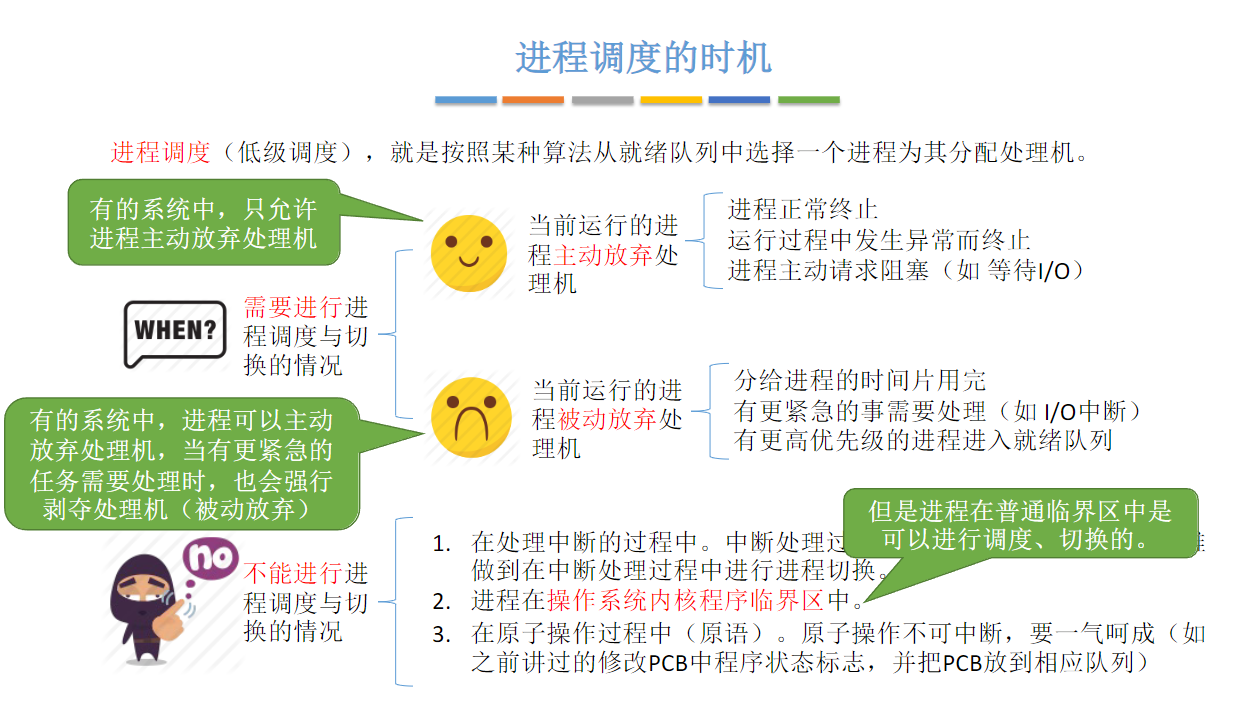 进程调度的时机
进程调度（低级调度），就是按照某种算法从就绪队列中选择一个进程为其分配处理机。
有的系统中，只允许
进程主动放弃处理机
当前运行的进
程主动放弃处
理机
进程正常终止
运行过程中发生异常而终止
进程主动请求阻塞（如 等待I/O）
WHEN?
需要进行进
程调度与切
换的情况
当前运行的进
程被动放弃处
理机
分给进程的时间片用完
有更紧急的事需要处理（如 I/O中断）
有更高优先级的进程进入就绪队列
有的系统中，进程可以主动
放弃处理机，当有更紧急的
任务需要处理时，也会强行
剥夺处理机（被动放弃）
但是进程在普通临界区中是
可以进行调度、切换的。
no
不能进行进
程调度与切
换的情况
1. 在处理中断的过程中。中断处理过
做到在中断处理过程中进行进程切换。
2. 进程在操作系统内核程序临界区中。
3. 在原子操作过程中（原语）。原子操作不可中断，要一气呵成（如
之前讲过的修改PCB中程序状态标志，并把PCB放到相应队列）